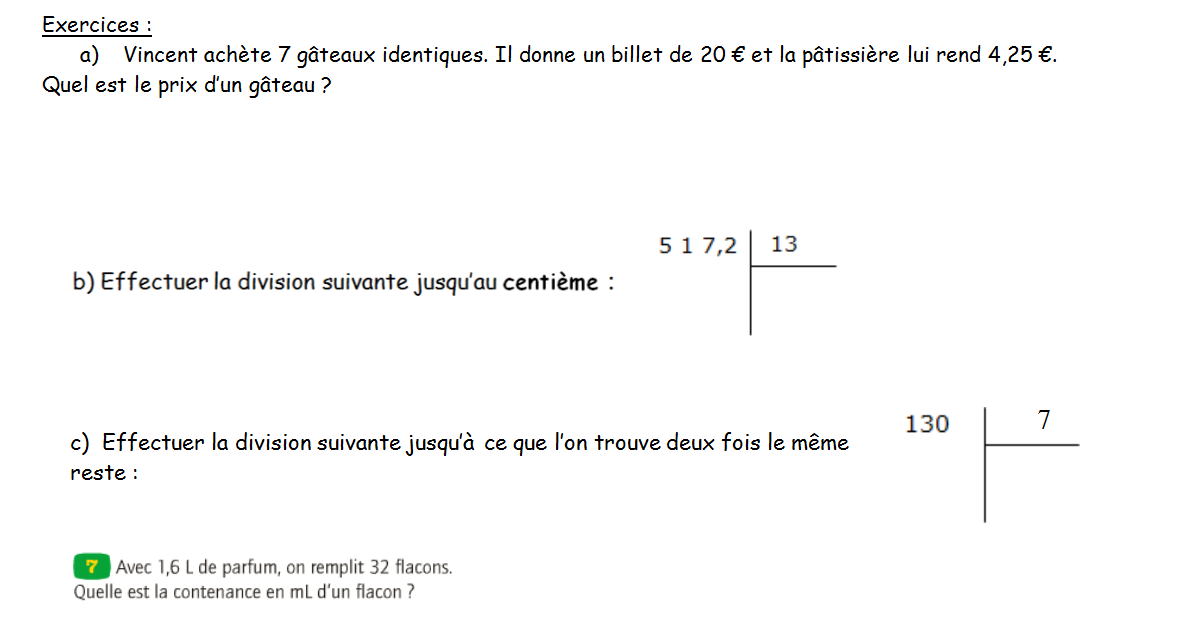 Exercices :
a) Vincent achète 7 gâteaux identiques. Il donne un billet de 20 € et la pâtissière lui rend 4,25 €.
Quel est le prix d'un gâteau ?
5 1 7,2 13
b) Effectuer la division suivante jusqu'au centième :
130 7
c) Effectuer la division suivante jusqu'à ce que l'on trouve deux fois le même
reste :
7 Avec 1,6 L de parfum, on remplit 32 flacons.
Quelle est la contenance en mL d'un flacon ?